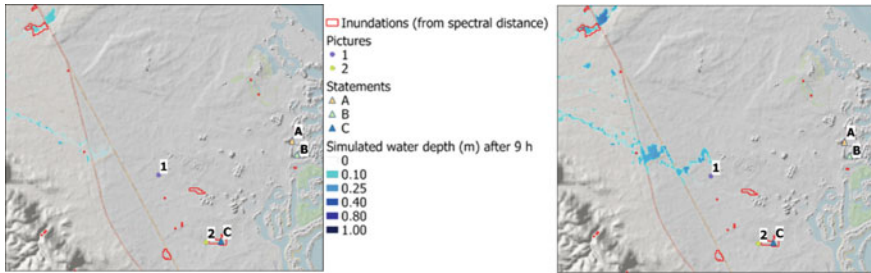 A
B
1
2 C
Inundations (from spectral distance)
Pictures
1
2
Statements
A
B
C
Simulated water depth (m) after 9 h
0
0.10
0.25
0.40
0.80
1.00
A
B
1
2 C